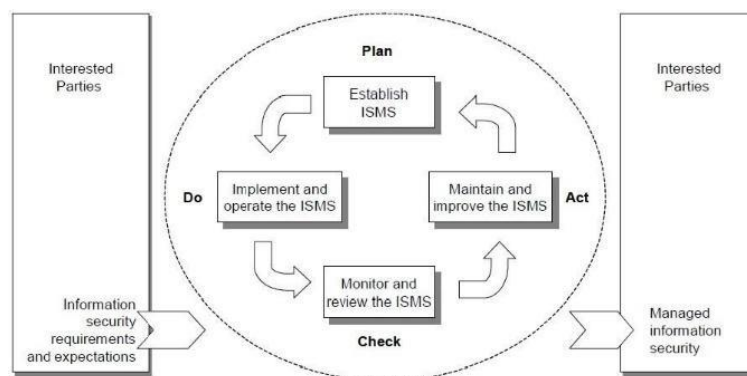 Interested
Parties
Information
security
requirements
and expectations
Plan
Establish
ISMS
Do
Implement and
operate the ISMS
Maintain and
improve the ISMS
Act
Monitor and
review the ISMS
Check
Interested
Parties
Managed
information
security